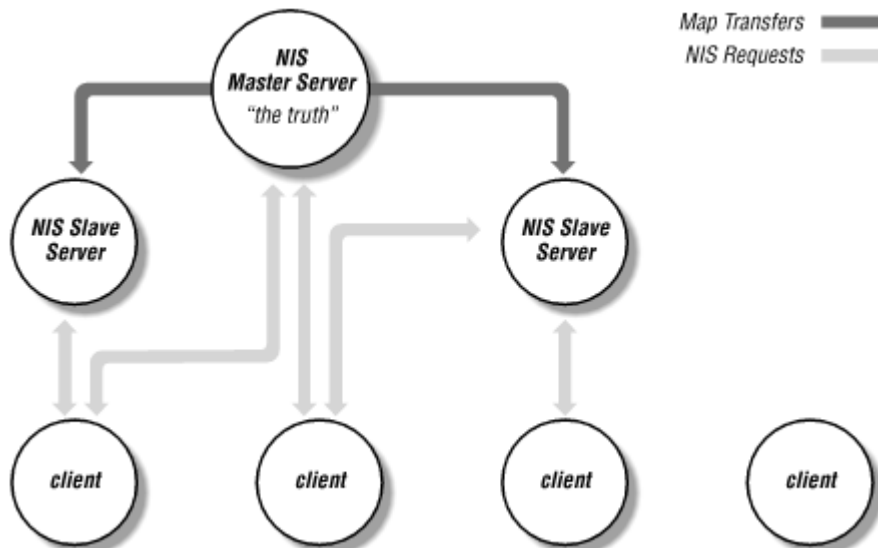 Map Transfers
NIS Requests
NIS
Master Server
"the truth"
NIS Slave
Server
NIS Slave
Server
client
client
client
client